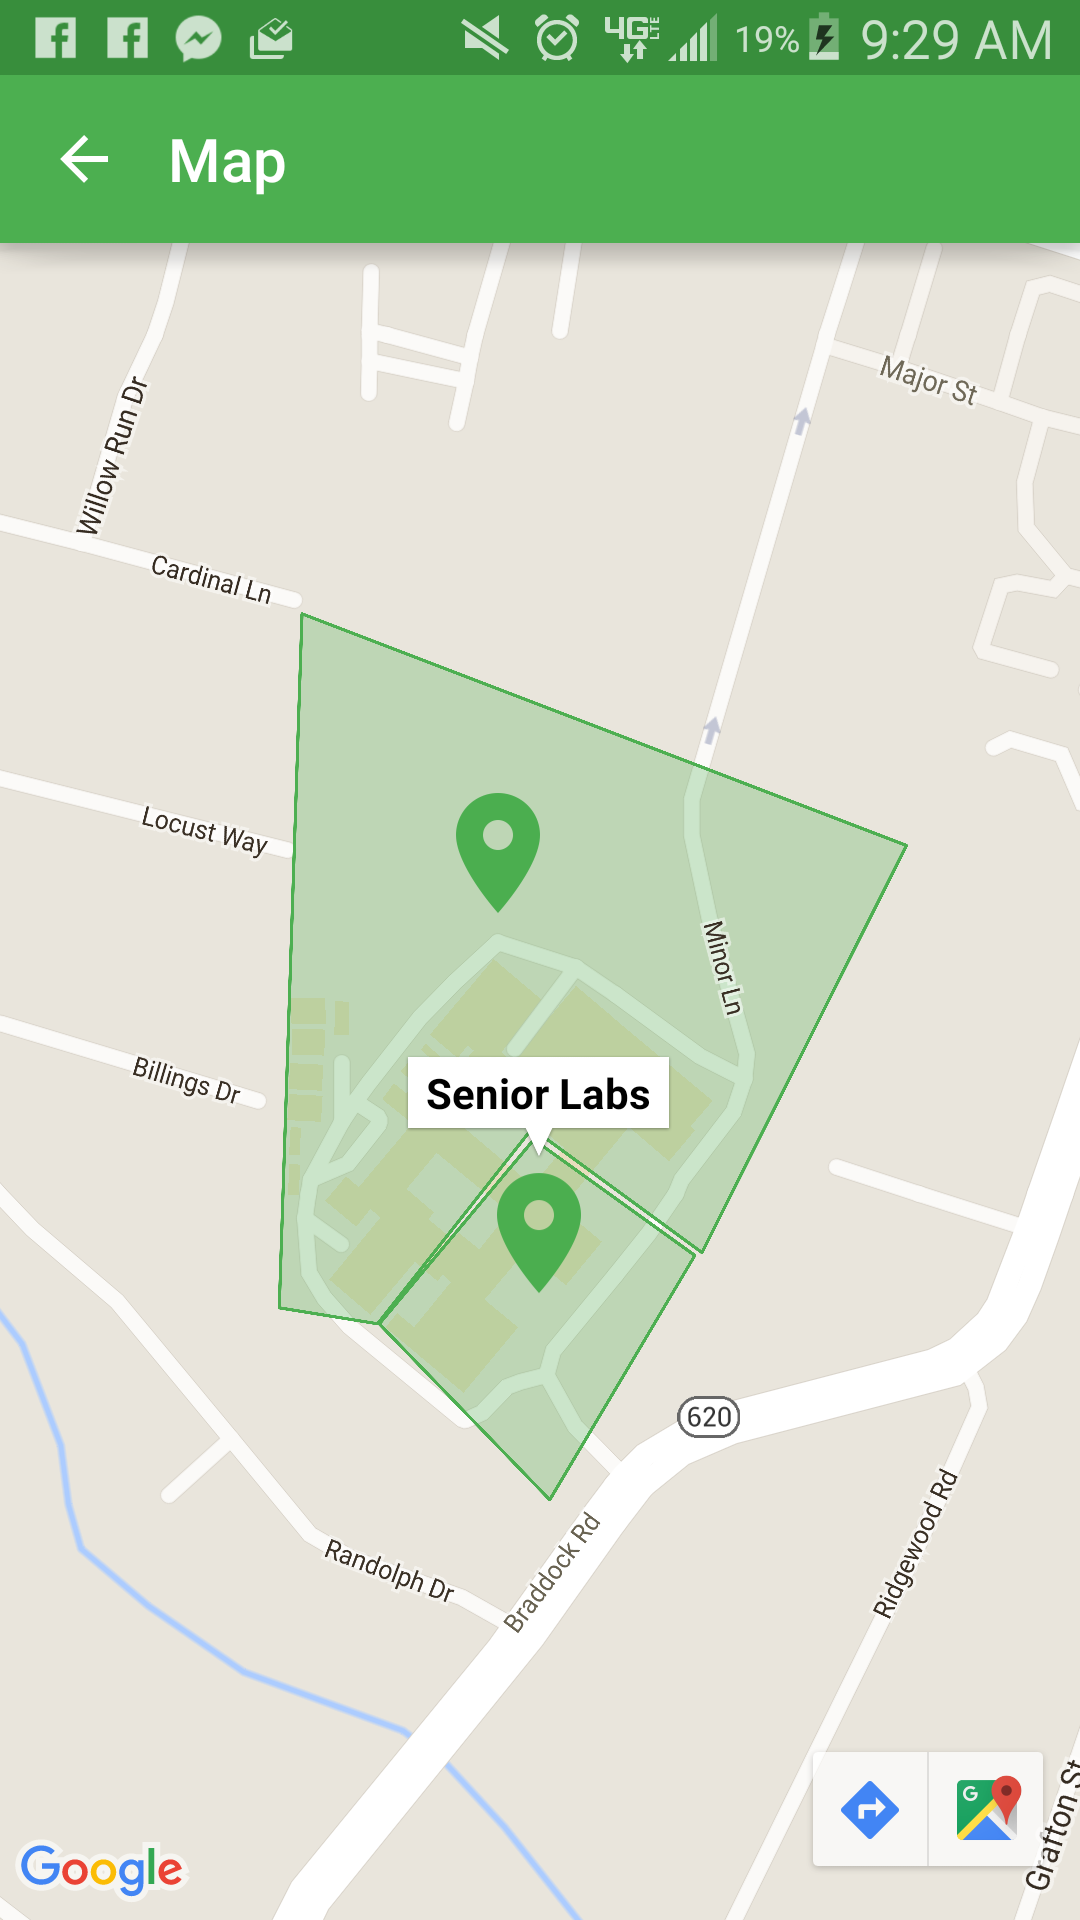 19% 9:29 AM
4G LTE
Map
Major St
Willow Run Dr
Cardinal Ln
Locust Way
Minor Ln
Billings Dr
Senior Labs
620
Ridgewood Rd
Braddock Rd
Randolph Dr
Grafton St
G
Google